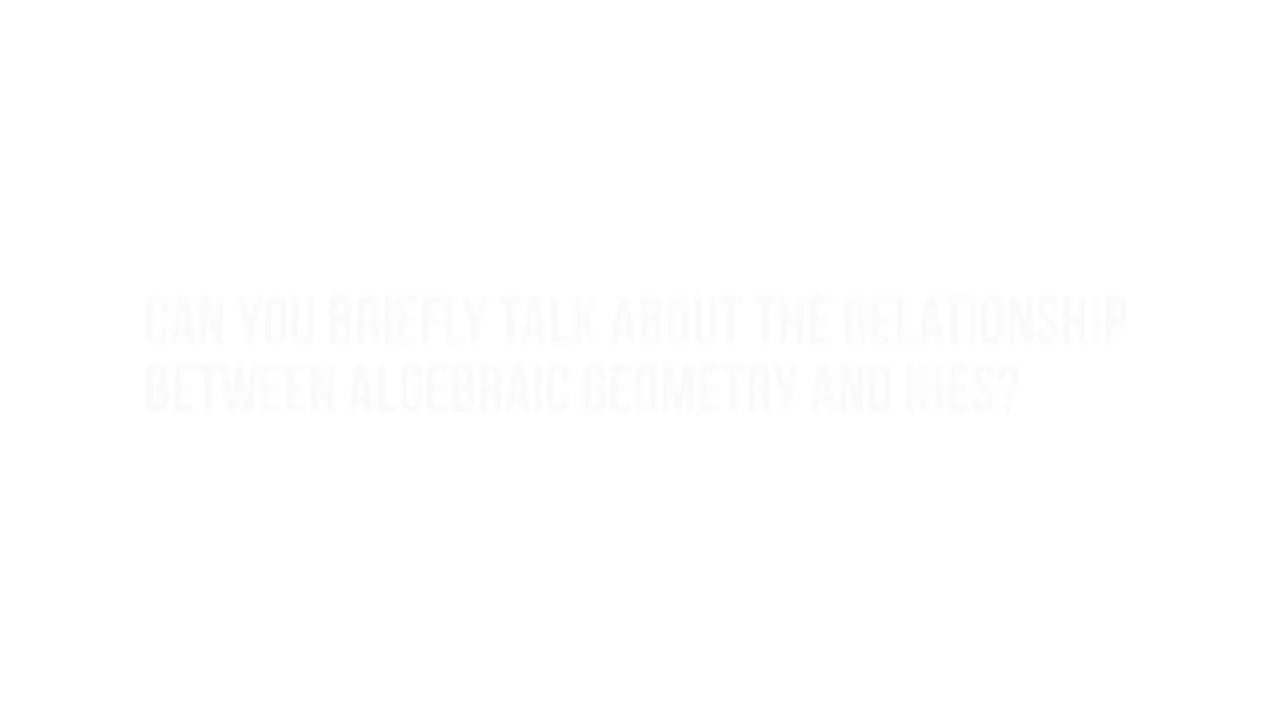 CAN YOU BRIEFLY TALK ABOUT THE RELATIONSHIP
BETWEEN ALGEBRAIC GEOMETRY AND IHES?